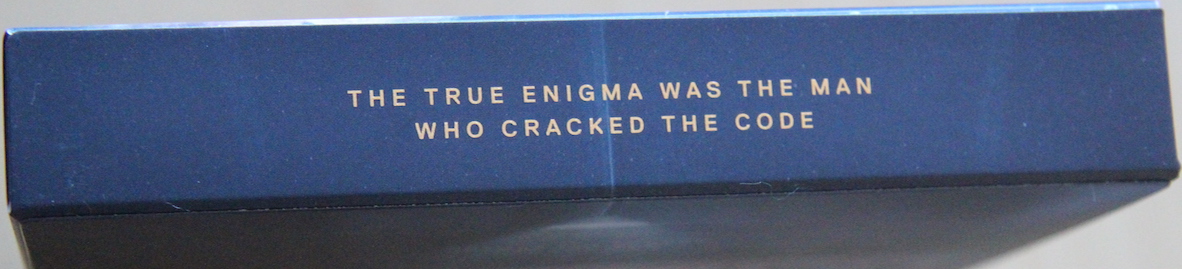 THE TRUE ENIGMA WAS THE MAN
WHO CRACKED THE CODE